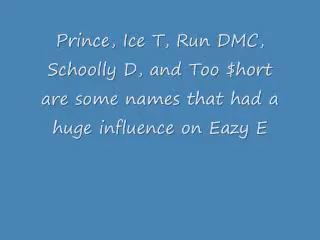 Prince, Ice T, Run DMC,
Schoolly D, and Too $hort
are some names that had a
huge influence on Eazy E